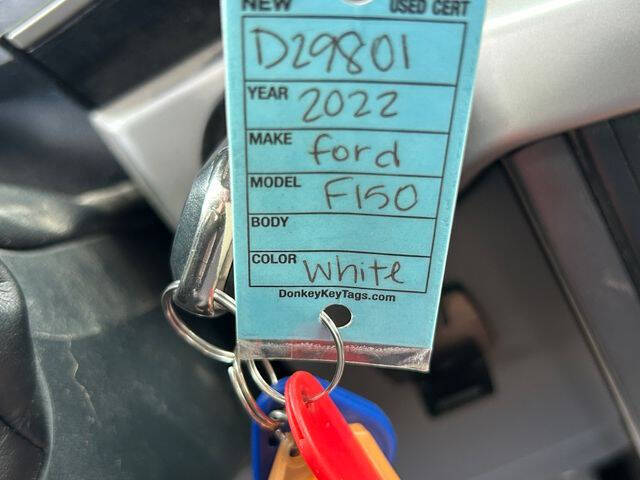 NEW USED CERT
D29801
YEAR 2022
MAKE ford
MODEL F150
BODY
COLOR White
DonkeyKeyTags.com